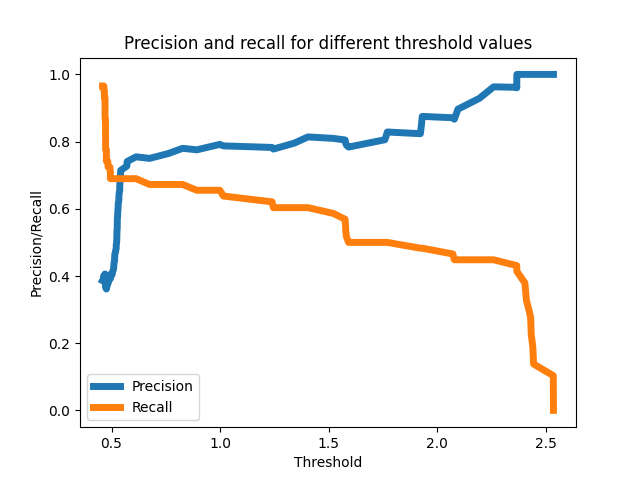 Precision and recall for different threshold values
1.0
0.8
0.6
0.4
0.2
0.0
Precision/Recall
Precision
Recall
0.5 1.0 1.5 2.0 2.5
Threshold